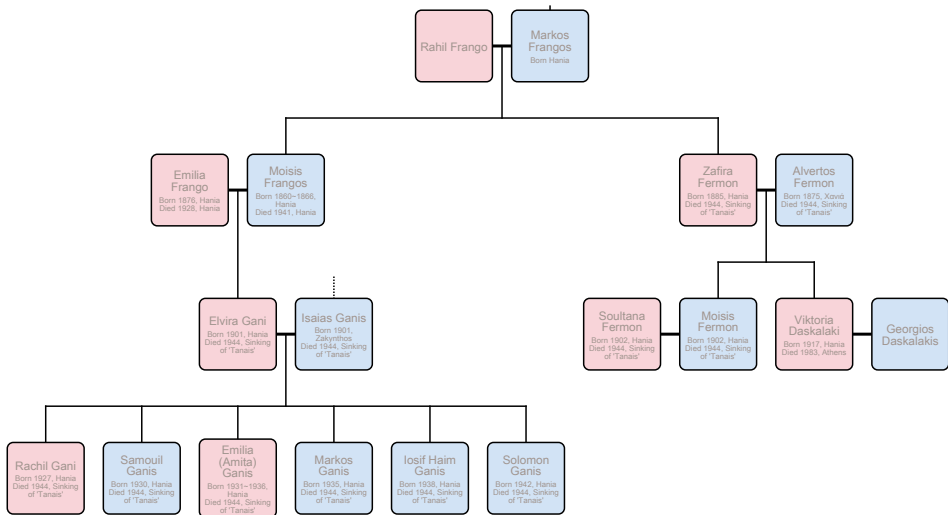 Rahil Frango
Markos
Frangos
Born Hania
Emilia
Frango
Born 1876, Hania
Died 1928, Hania
Moisis
Frangos
Born 1860~1866,
Hania
Died 1941, Hania
Zafira
Fermon
Born 1885, Hania
Died 1944, Sinking
of 'Tanais'
Alvertos
Fermon
Born 1875, Χανιά
Died 1944, Sinking
of 'Tanais'
Elvira Gani
Born 1901, Hania
Died 1944, Sinking
of 'Tanais'
Isaias Ganis
Born 1901,
Zakynthos
Died 1944, Sinking
of 'Tanais'
Soultana
Fermon
Born 1902, Hania
Died 1944, Sinking
of 'Tanais'
Moisis
Fermon
Born 1902, Hania
Died 1944, Sinking
of 'Tanais'
Viktoria
Daskalaki
Born 1917, Hania
Died 1983, Athens
Georgios
Daskalakis
Rachil Gani
Born 1927, Hania
Died 1944, Sinking
of 'Tanais'
Samouil
Ganis
Born 1930, Hania
Died 1944, Sinking
of 'Tanais'
Emilia
(Amita)
Ganis
Born 1931~1936,
Hania
Died 1944, Sinking
of 'Tanais'
Markos
Ganis
Born 1935, Hania
Died 1944, Sinking
of 'Tanais'
Iosif Haim
Ganis
Born 1938, Hania
Died 1944, Sinking
of 'Tanais'
Solomon
Ganis
Born 1942, Hania
Died 1944, Sinking
of 'Tanais'